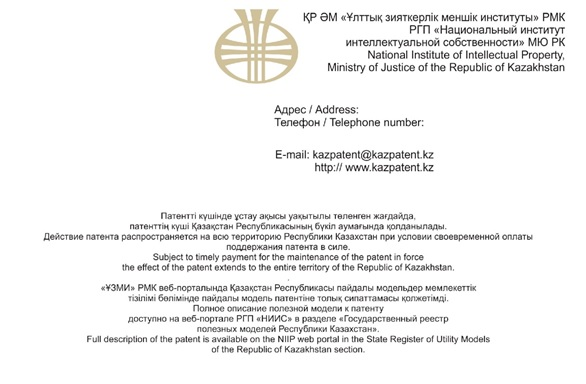 ҚР ӘМ «Ұлттық зияткерлік меншік институты» РМК
РГП «Национальный институт
интеллектуальной собственности» МЮ РК
National Institute of Intellectual Property,
Ministry of Justice of the Republic of Kazakhstan
Адрес / Address:
Телефон / Telephone number:
E-mail: kazpatent@kazpatent.kz
http:// www.kazpatent.kz
Патентті күшінде ұстау ақысы уақытылы төленген жағдайда,
патенттің күші Қазақстан Республикасының бүкіл аумағында қолданылады.
Действие патента распространяется на всю территорию Республики Казахстан при условии своевременной оплаты
поддержания патента в силе.
Subject to timely payment for the maintenance of the patent in force
the effect of the patent extends to the entire territory of the Republic of Kazakhstan.
.
«ҰЗМИ» РМК веб-порталында Қазақстан Республикасы пайдалы модельдер мемлекеттік
тізілімі бөлімінде пайдалы модель патентіне толық сипаттамасы қолжетімді.
Полное описание полезной модели к патенту
доступно на веб-портале РГП «НИИС» в разделе «Государственный реестр
полезных моделей Республики Казахстан».
Full description of the patent is available on the NIIP web portal in the State Register of Utility Models
of the Republic of Kazakhstan section.